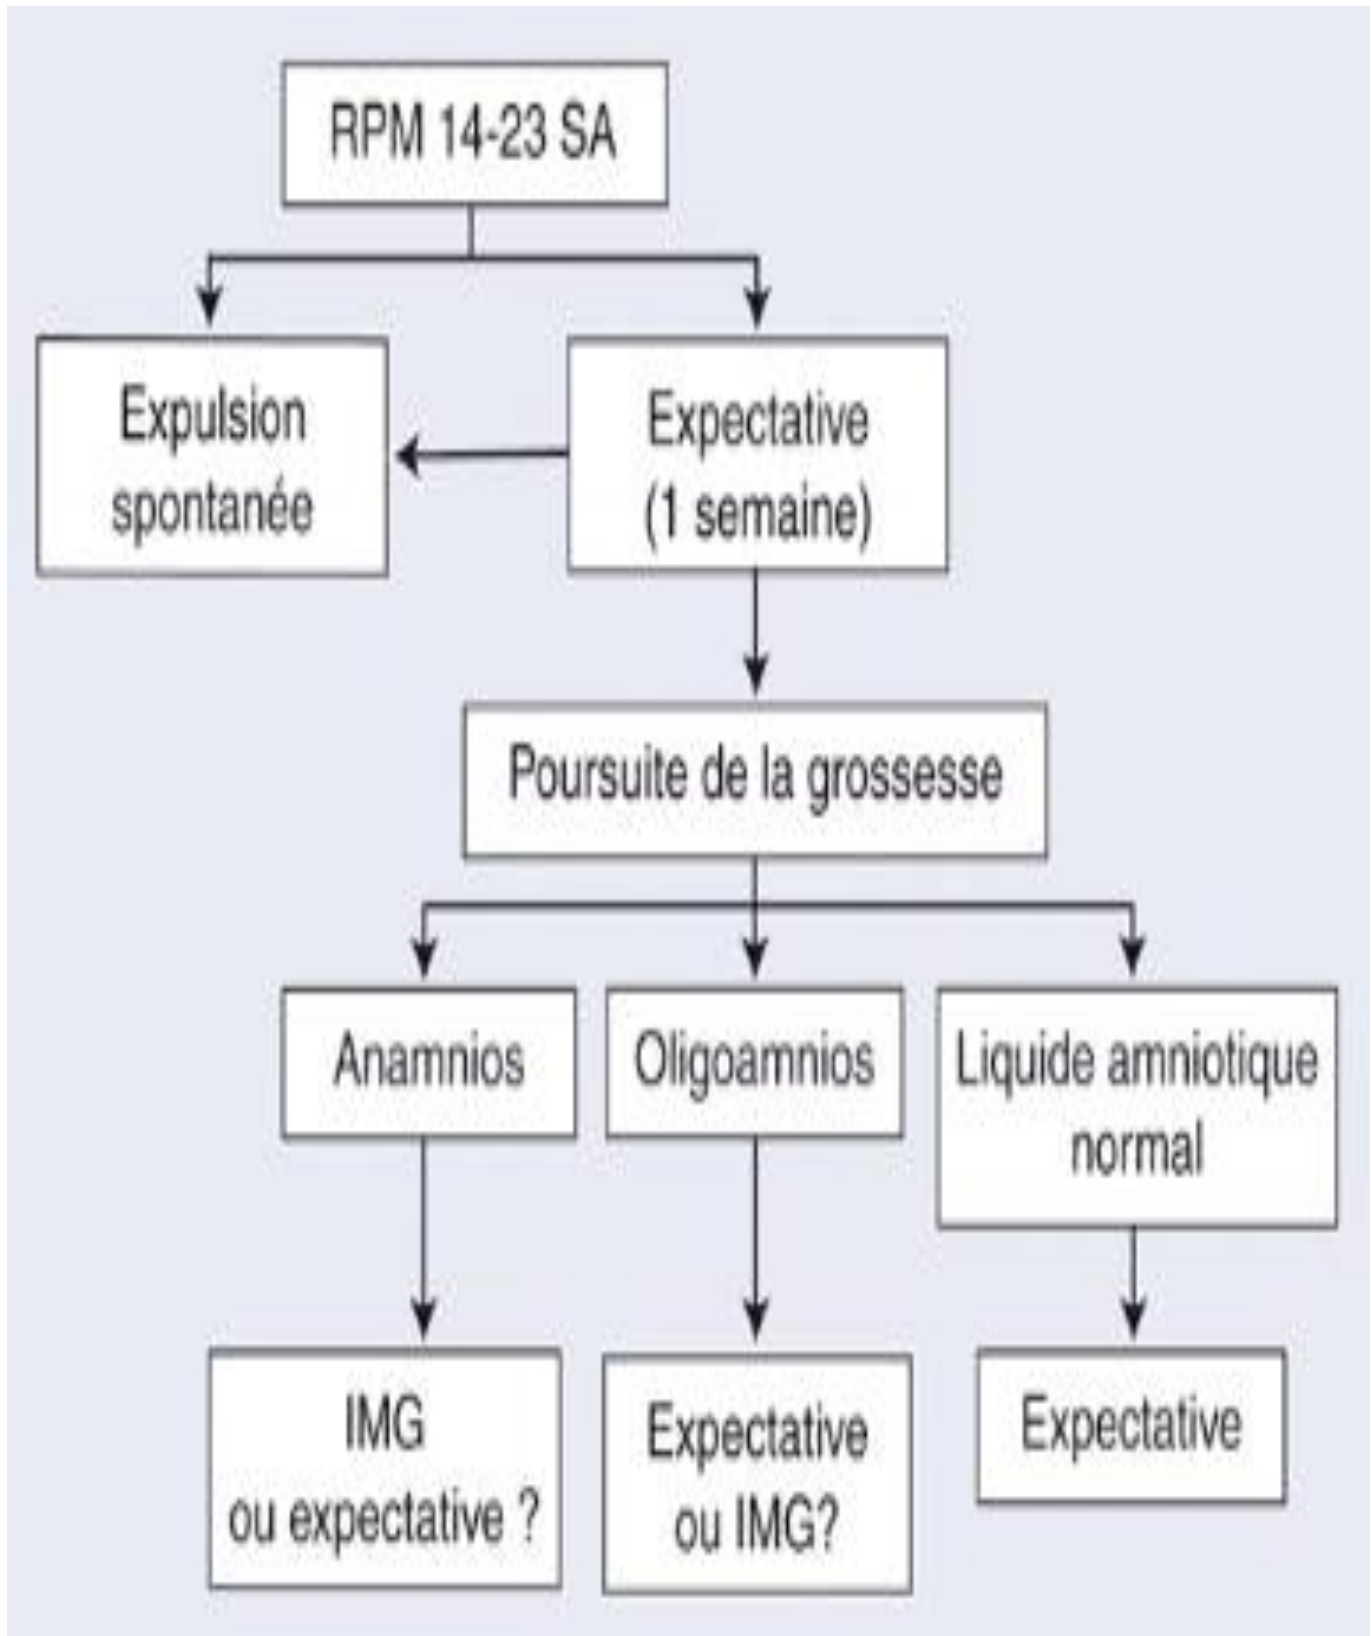 RPM 14-23 SA
Expulsion
spontanée
Expectative
(1 semaine)
Poursuite de la grossesse
Anamnios
Oligoamnios
Liquide amniotique
normal
IMG
ou expectative ?
Expectative
ou IMG?
Expectative